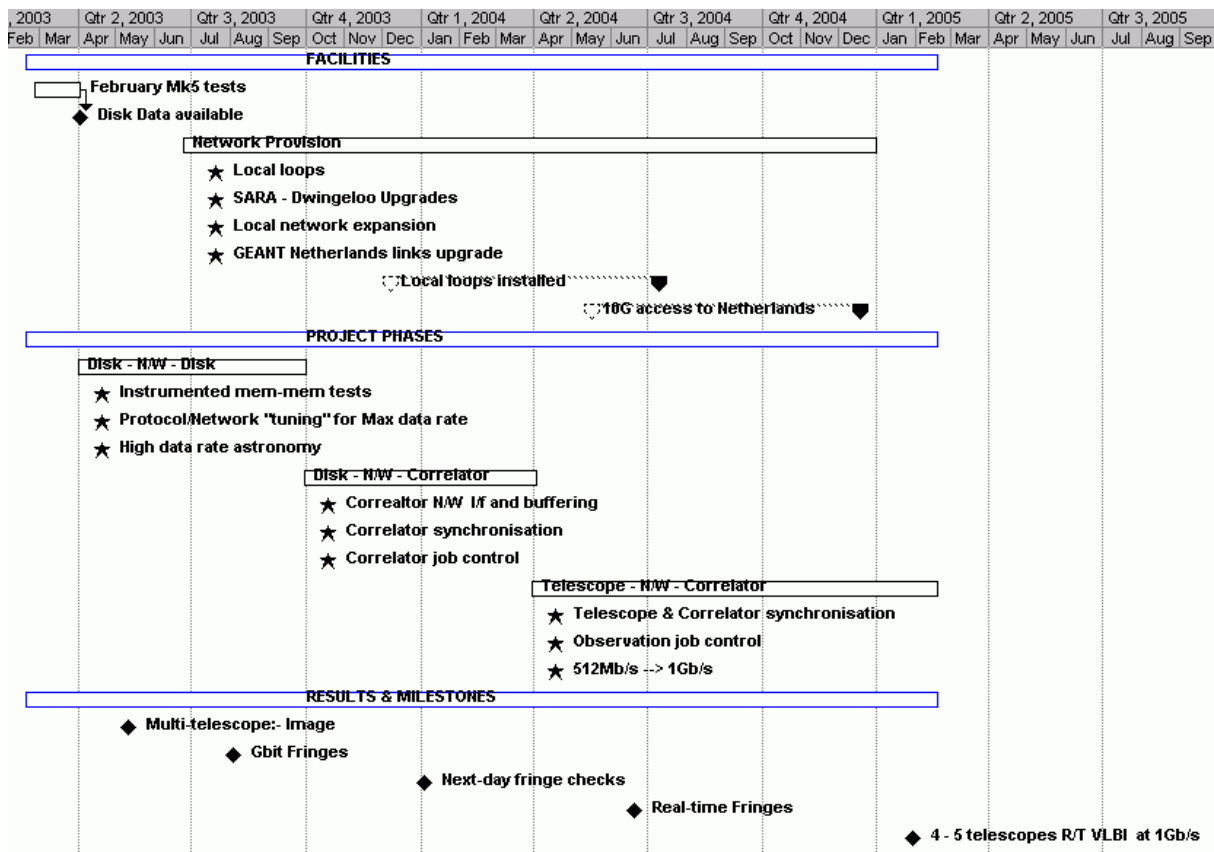 , 2003 Qtr 2, 2003 Qtr 3, 2003 Qtr 4, 2003 Qtr 1, 2004 Qtr 2, 2004 Qtr 3, 2004 Qtr 4, 2004 Qtr 1, 2005 Qtr 2, 2005 Qtr 3, 2005
Feb Mar Apr May Jun Jul Aug Sep Oct Nov Dec Jan Feb Mar Apr May Jun Jul Aug Sep Oct Nov Dec Jan Feb Mar Apr May Jun Jul Aug Sep
FACILITIES
February Mk5 tests
Disk Data available
Network Provision
Local loops
SARA - Dwingeloo Upgrades
Local network expansion
GEANT Netherlands links upgrade
Local loops installed
10G access to Netherlands
PROJECT PHASES
Disk - N/W - Disk
Instrumented mem-mem tests
Protocol/Network "tuning" for Max data rate
High data rate astronomy
Disk - N/W - Correlator
Correaltor N/W I/f and buffering
Correlator synchronisation
Correlator job control
Telescope - N/W - Correlator
Telescope & Correlator synchronisation
Observation job control
512Mb/s --> 1Gb/s
RESULTS & MILESTONES
Multi-telescope:- Image
Gbit Fringes
Next-day fringe checks
Real-time Fringes
4 - 5 telescopes R/T VLBI at 1Gb/s